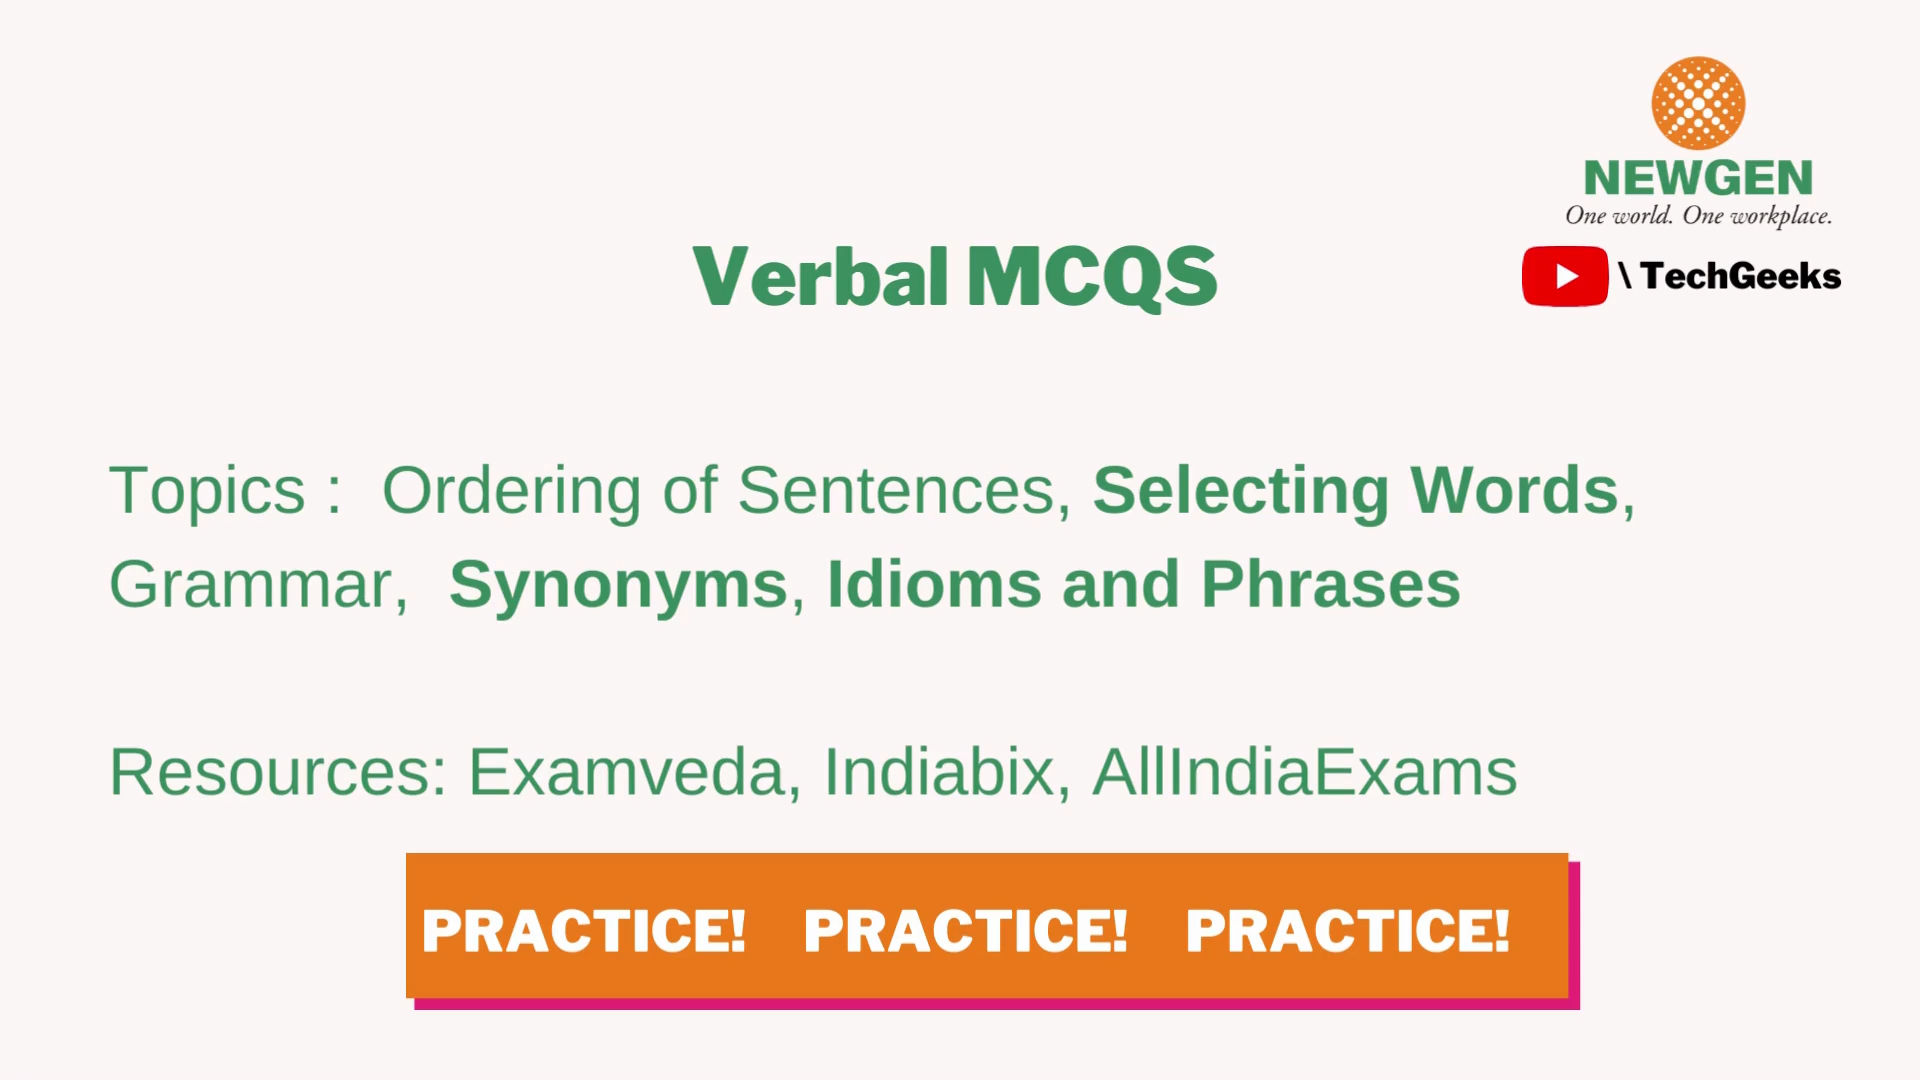 NEWGEN
One world. One workplace.
Verbal MCQS
\ TechGeeks
Topics : Ordering of Sentences, Selecting Words,
Grammar, Synonyms, Idioms and Phrases
Resources: Examveda, Indiabix, AllIndiaExams
PRACTICE! PRACTICE! PRACTICE!